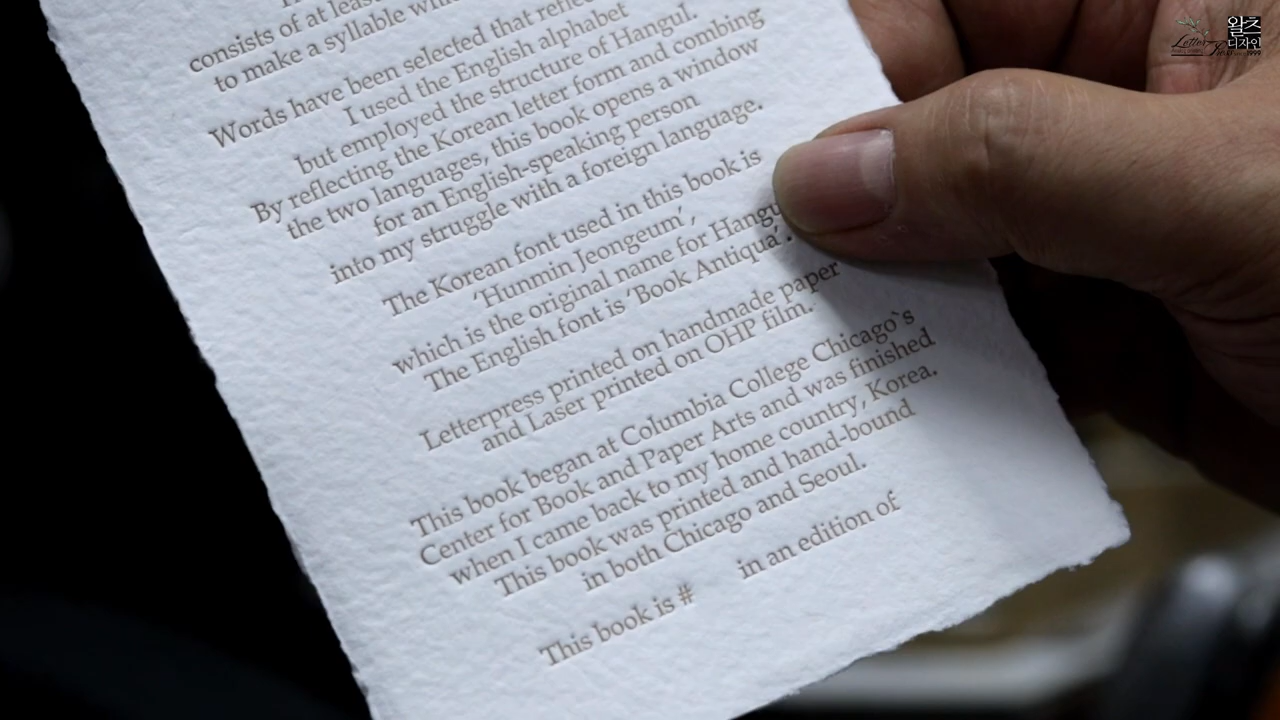 consists of at least
to make a syllable
Words have been selected that
I used the English alphabet
but employed the structure of Hangul.
By reflecting the Korean letter form and combing
the two languages, this book opens a window
for an English-speaking person
into my struggle with a foreign language.
The Korean font used in this book is
'Hunmin Jeongeum',
which is the original name for
The English font is 'Book Antiqua'.
Letterpress printed on handmade paper
and Laser printed on OHP film.
This book began at Columbia College Chicago`s
Center for Book and Paper Arts and was finished
when I came back to my home country, Korea.
This book was printed and hand-bound
in both Chicago and Seoul.
This book is # in an edition of
Letter Press
왈츠
디자인